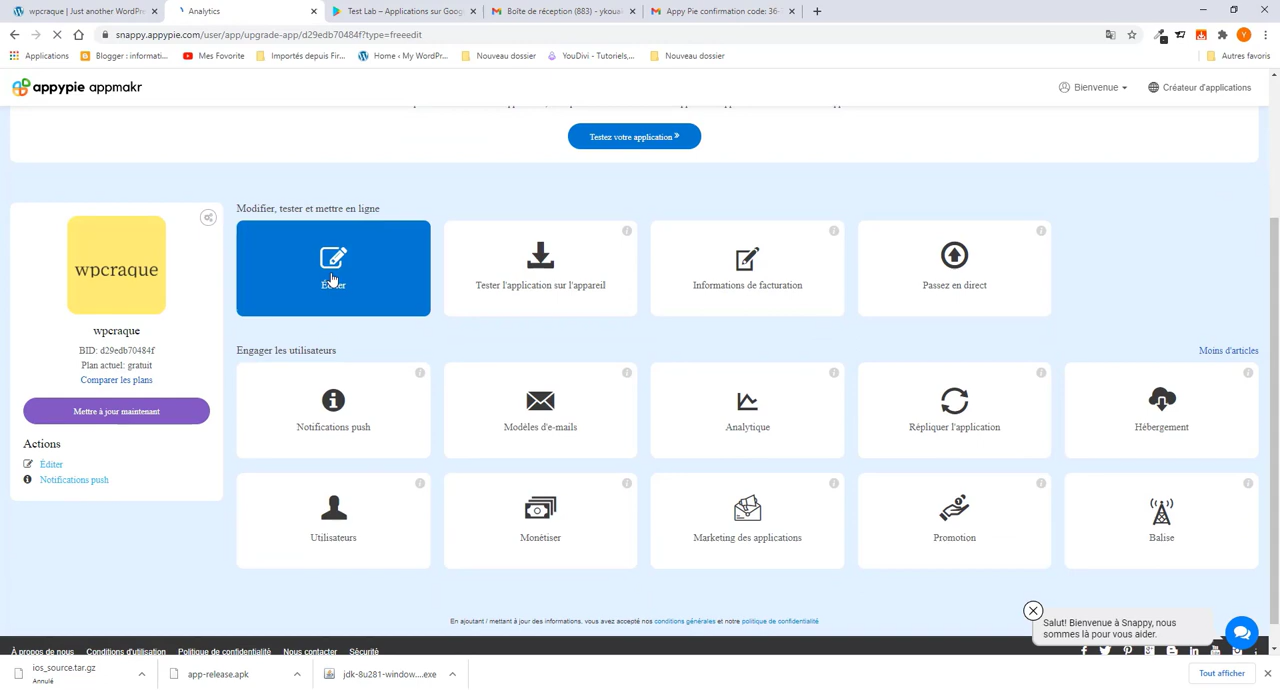 wpcraque | Just another WordPre
Analytics
Test Lab – Applications sur Goog
Boîte de réception (883) - ykoua
Appy Pie confirmation code: 36-
snappy.appypie.com/user/app/upgrade-app/d29edb70484f?type=freeedit
Applications
Blogger : informati...
Mes Favorite
Importés depuis Fir...
Home ‹ My WordPr...
Nouveau dossier
YouDivi - Tutoriels,...
Nouveau dossier
Autres favoris
appypie appmakr
Bienvenue
Créateur d'applications
Testez votre application »
Modifier, tester et mettre en ligne
wpcraque
Éditer
Tester l'application sur l'appareil
Informations de facturation
Passez en direct
wpcraque
BID: d29edb70484f
Plan actuel: gratuit
Comparer les plans
Mettre à jour maintenant
Actions
Éditer
Notifications push
Engager les utilisateurs
Moins d'articles
Notifications push
Modèles d'e-mails
Analytique
Répliquer l'application
Hébergement
Utilisateurs
Monétiser
Marketing des applications
Promotion
Balise
En ajoutant / mettant à jour des informations, vous avez accepté nos conditions générales et notre politique de confidentialité
Salut! Bienvenue à Snappy, nous
sommes là pour vous aider.
À propos de nous
Conditions d'utilisation
Politique de confidentialité
Nous contacter
Sécurité
ios_source.tar.gz
Annulé
app-release.apk
jdk-8u281-window....exe
Tout afficher